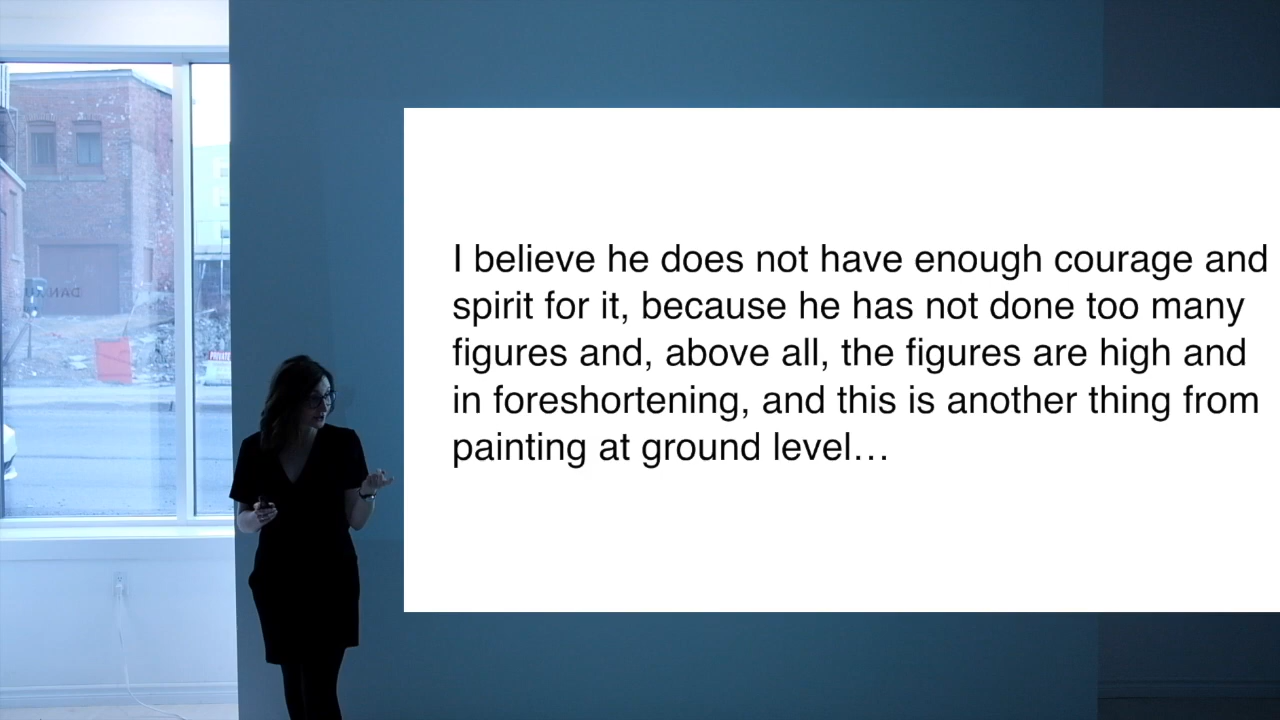 I believe he does not have enough courage and
spirit for it, because he has not done too many
figures and, above all, the figures are high and
in foreshortening, and this is another thing from
painting at ground level…
PRIVATE